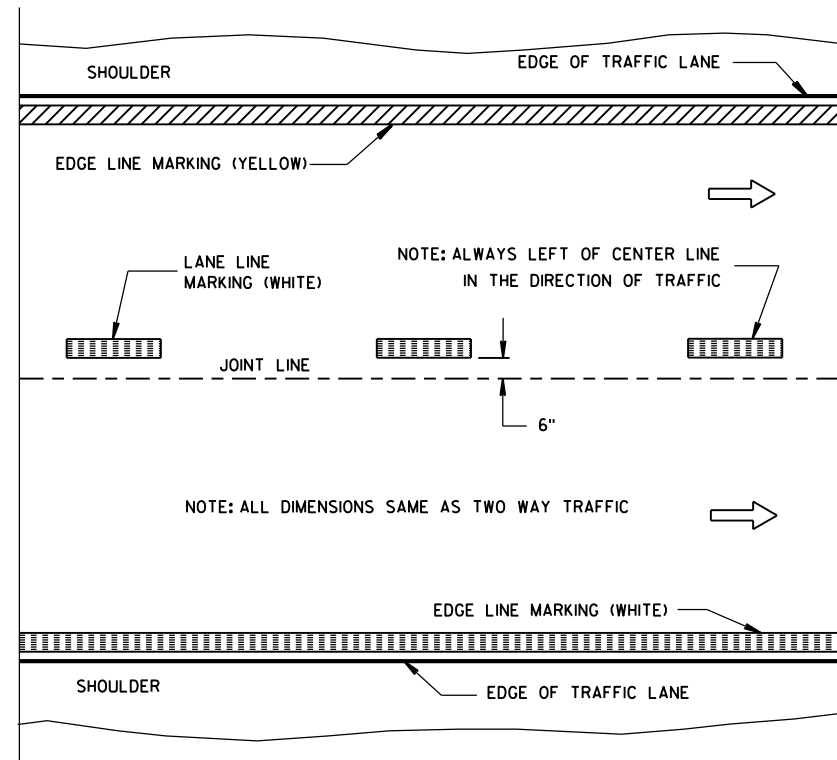 SHOULDER
EDGE OF TRAFFIC LANE
EDGE LINE MARKING (YELLOW)
LANE LINE
MARKING (WHITE)
NOTE: ALWAYS LEFT OF CENTER LINE
IN THE DIRECTION OF TRAFFIC
JOINT LINE
6"
NOTE: ALL DIMENSIONS SAME AS TWO WAY TRAFFIC
EDGE LINE MARKING (WHITE)
SHOULDER
EDGE OF TRAFFIC LANE